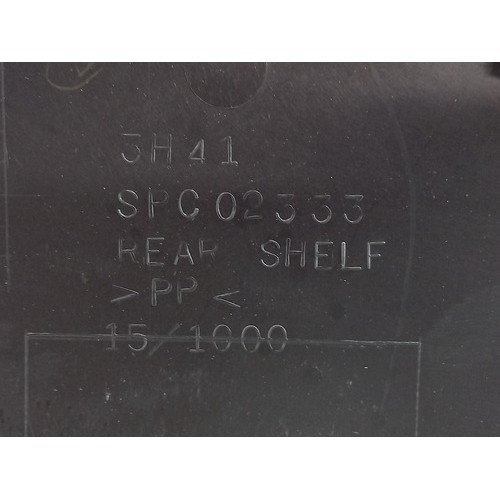 3H41
SPC02333
REAR SHELF
>PP<
15/1000